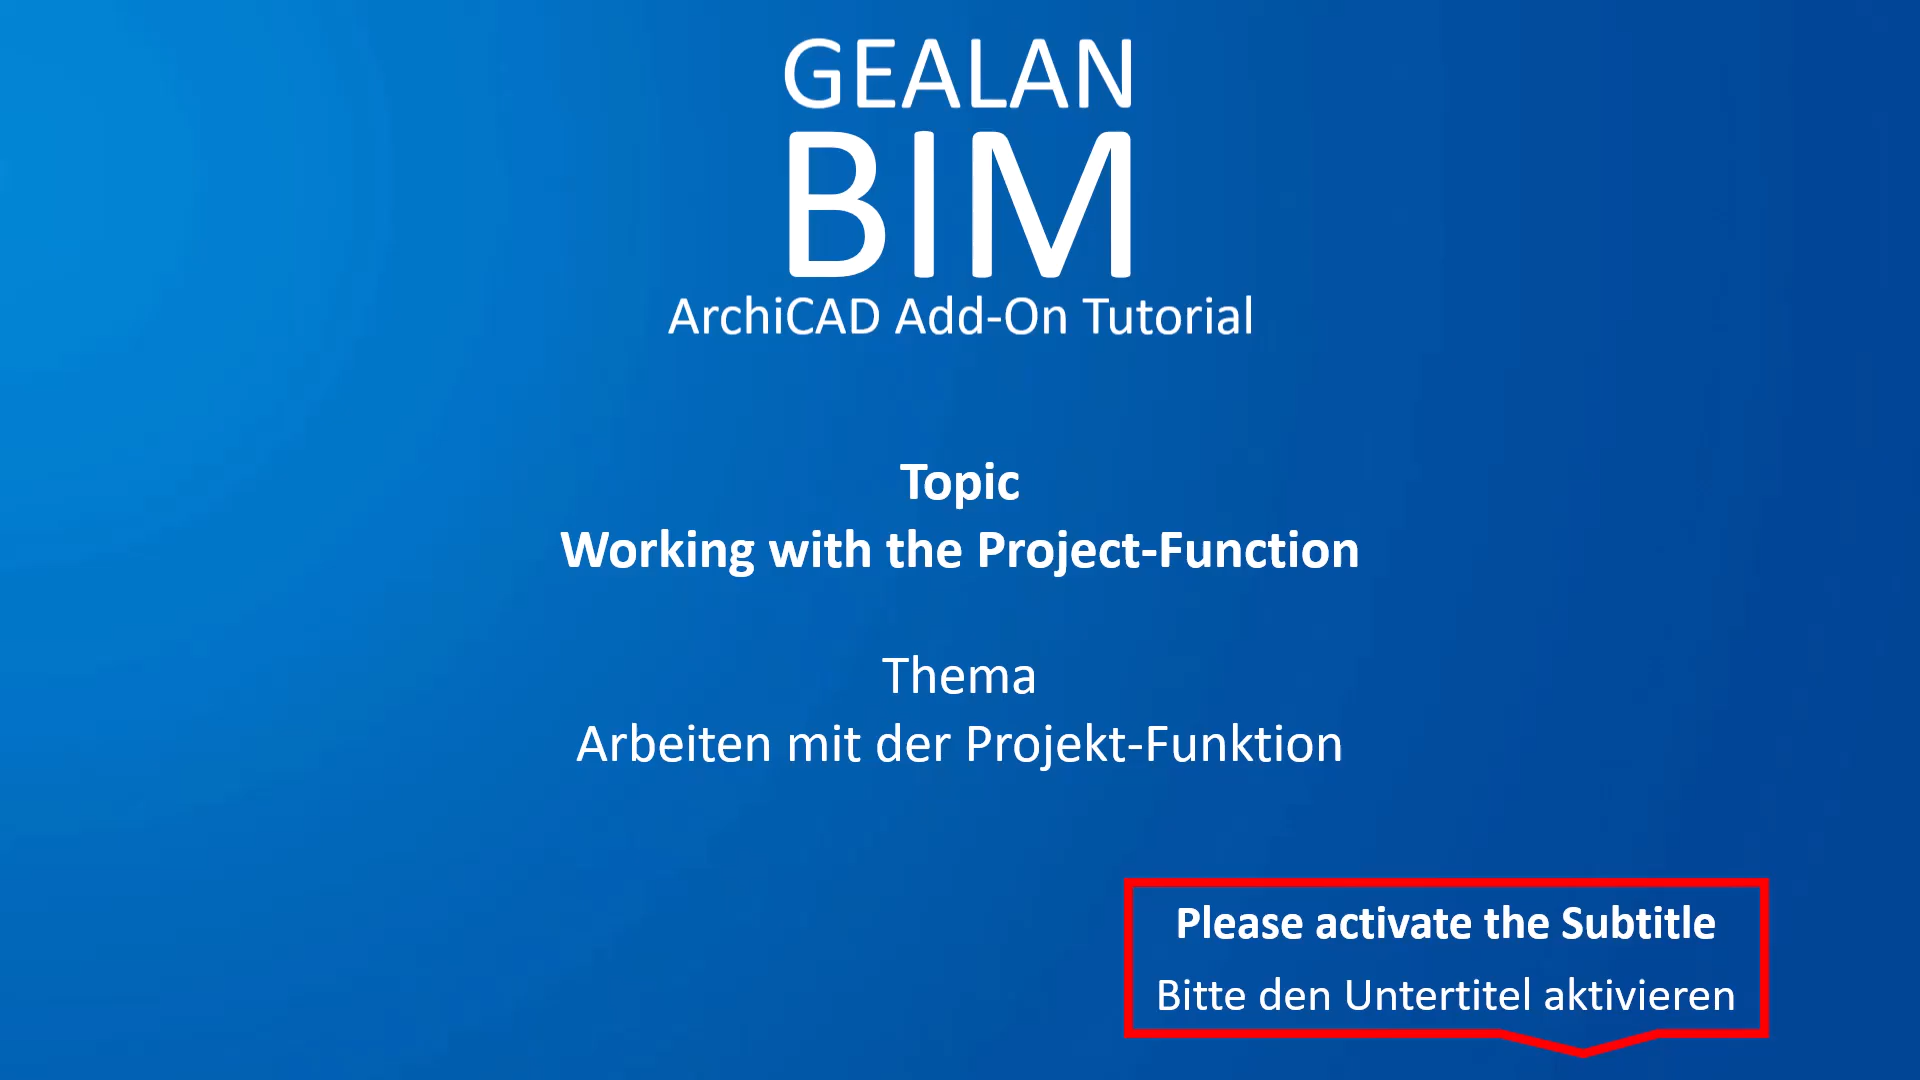 GEALAN
BIM
ArchiCAD Add-On Tutorial
Topic
Working with the Project-Function
Thema
Arbeiten mit der Projekt-Funktion
Please activate the Subtitle
Bitte den Untertitel aktivieren